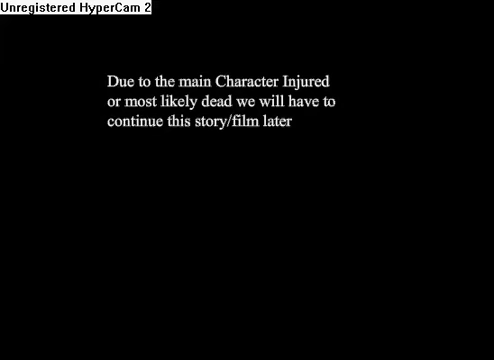 Unregistered HyperCam 2
Due to the main Character Injured
or most likely dead we will have to
continue this story/film later